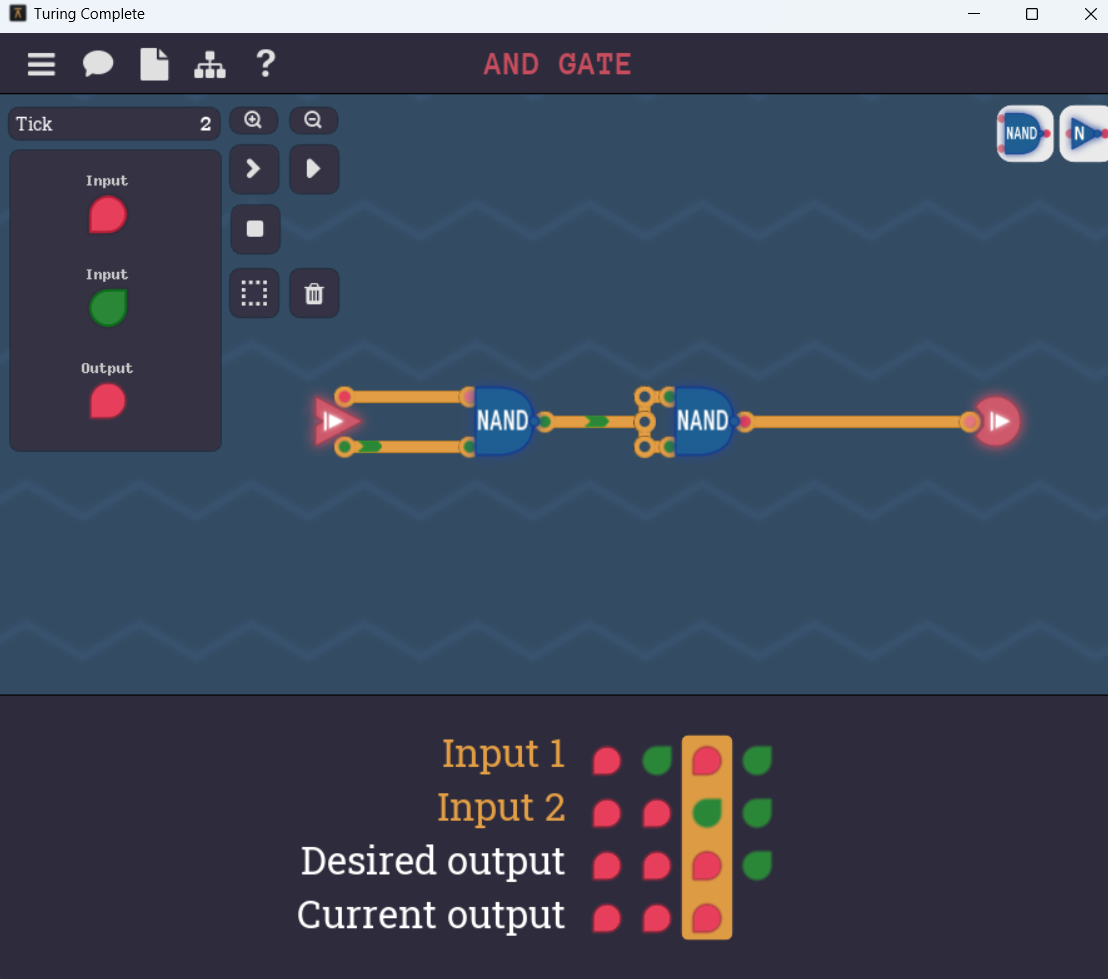 Turing Complete
?
AND GATE
Tick 2
NAND N
Input
Input
Output
NAND NAND
Input 1
Input 2
Desired output
Current output